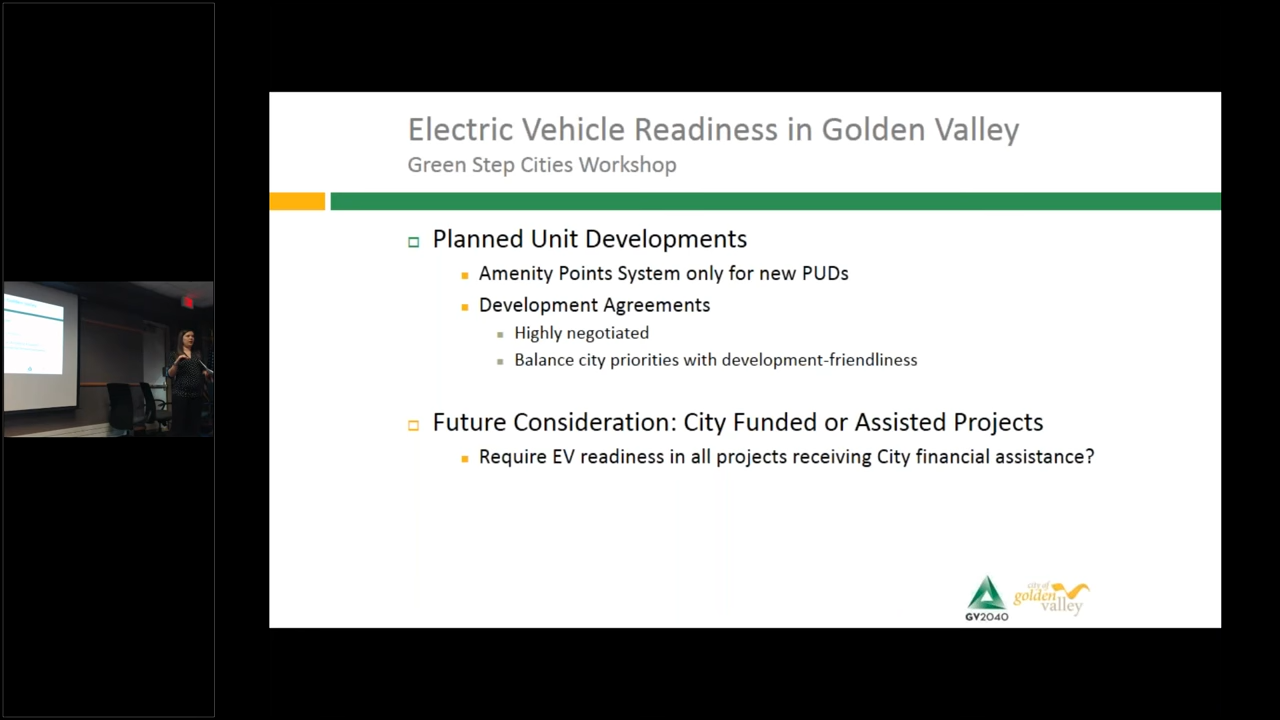 Electric Vehicle Readiness in Golden Valley
Green Step Cities Workshop
Planned Unit Developments
Amenity Points System only for new PUDs
Development Agreements
Highly negotiated
Balance city priorities with development-friendliness
Future Consideration: City Funded or Assisted Projects
Require EV readiness in all projects receiving City financial assistance?
GV2040
city of
golden
valley